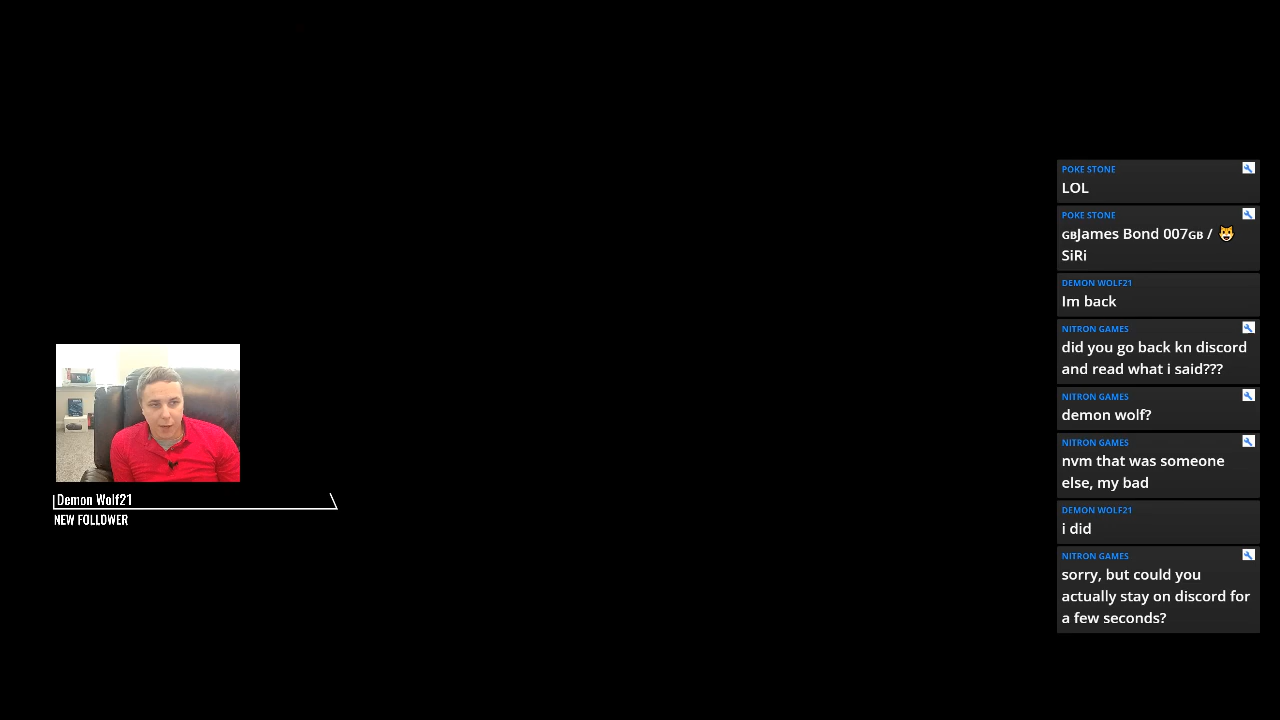 POKE STONE
LOL
POKE STONE
ɢʙJames Bond 007ɢʙ / 😺
SiRi
DEMON WOLF21
Im back
NITRON GAMES
did you go back kn discord
and read what i said???
NITRON GAMES
demon wolf?
NITRON GAMES
nvm that was someone
else, my bad
DEMON WOLF21
i did
NITRON GAMES
sorry, but could you
actually stay on discord for
a few seconds?
Demon Wolf21
NEW FOLLOWER